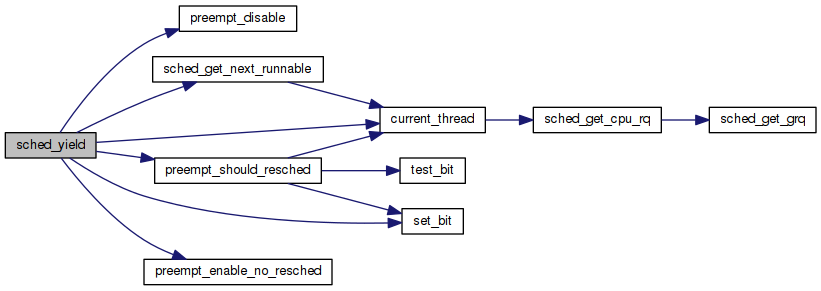 preempt_disable
sched_get_next_runnable
current_thread
sched_get_cpu_rq
sched_get_grq
sched_yield
preempt_should_resched
test_bit
set_bit
preempt_enable_no_resched